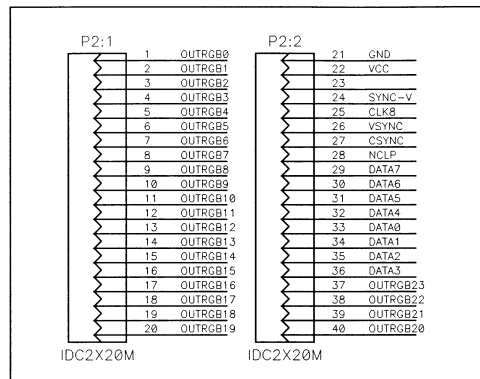 P2:1
1 OUTRGB0
2 OUTRGB1
3 OUTRGB2
4 OUTRGB3
5 OUTRGB4
6 OUTRGB5
7 OUTRGB6
8 OUTRGB7
9 OUTRGB8
10 OUTRGB9
11 OUTRGB10
12 OUTRGB11
13 OUTRGB12
14 OUTRGB13
15 OUTRGB14
16 OUTRGB15
17 OUTRGB16
18 OUTRGB17
19 OUTRGB18
20 OUTRGB19
IDC2X20M
P2:2
21 GND
22 VCC
23
24 SYNC-V
25 CLK8
26 VSYNC
27 CSYNC
28 NCLP
29 DATA7
30 DATA6
31 DATA5
32 DATA4
33 DATA0
34 DATA1
35 DATA2
36 DATA3
37 OUTRGB23
38 OUTRGB22
39 OUTRGB21
40 OUTRGB20
IDC2X20M